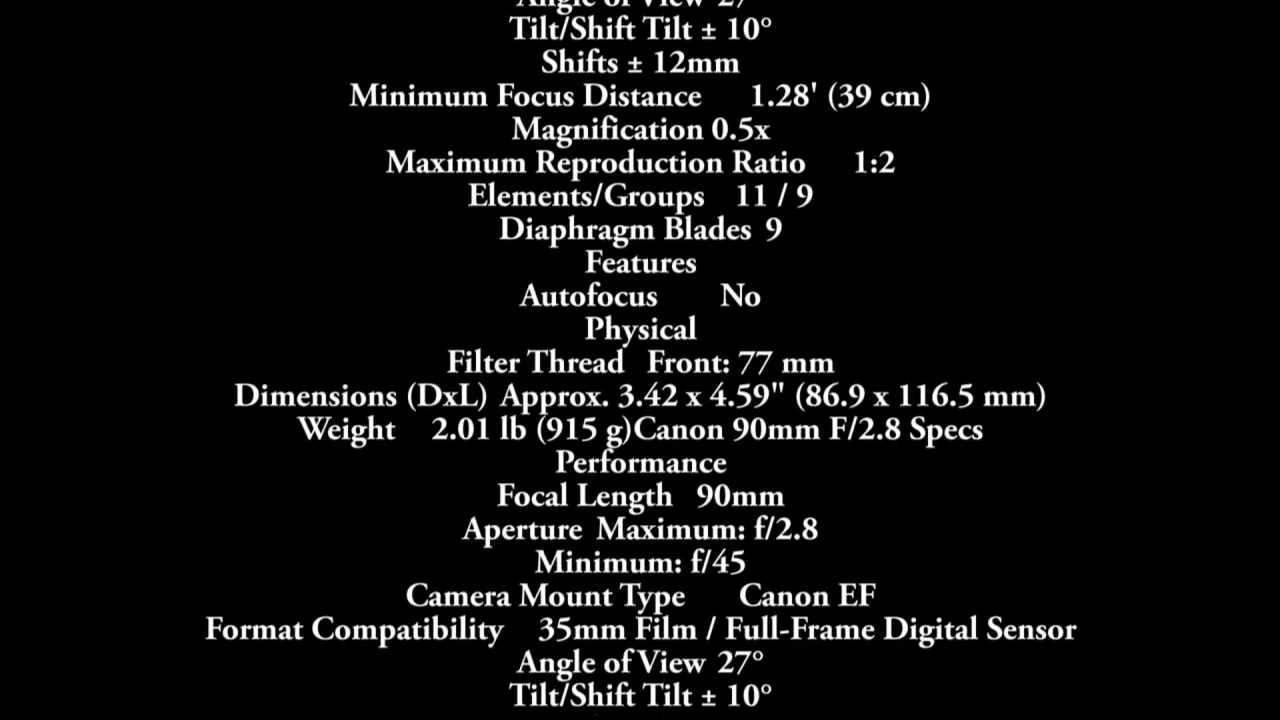 Angle of View 27°
Tilt/Shift Tilt ± 10°
Shifts ± 12mm
Minimum Focus Distance 1.28' (39 cm)
Magnification 0.5x
Maximum Reproduction Ratio 1:2
Elements/Groups 11 / 9
Diaphragm Blades 9
Features
Autofocus No
Physical
Filter Thread Front: 77 mm
Dimensions (DxL) Approx. 3.42 x 4.59" (86.9 x 116.5 mm)
Weight 2.01 lb (915 g)Canon 90mm F/2.8 Specs
Performance
Focal Length 90mm
Aperture Maximum: f/2.8
Minimum: f/45
Camera Mount Type Canon EF
Format Compatibility 35mm Film / Full-Frame Digital Sensor
Angle of View 27°
Tilt/Shift Tilt ± 10°